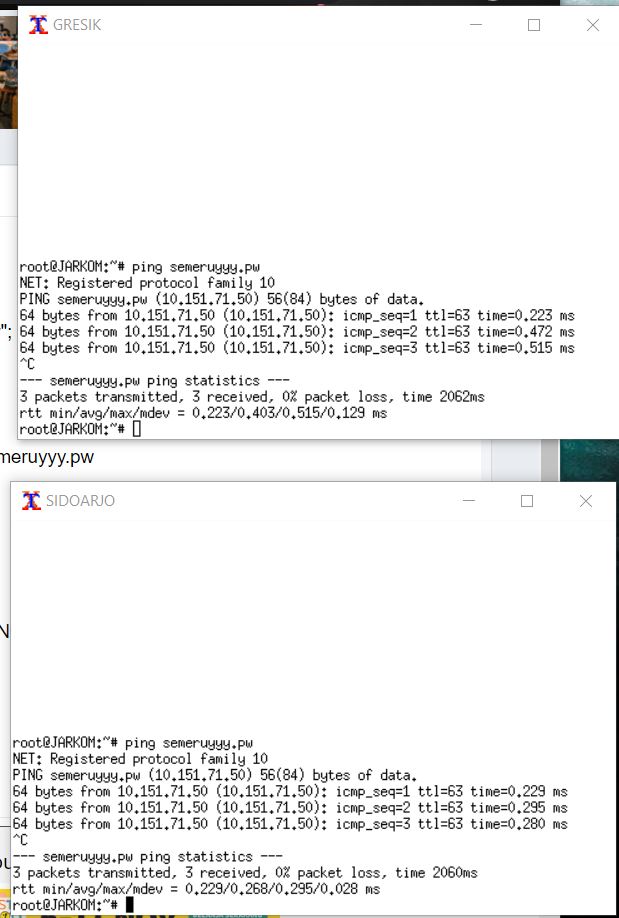 GRESIK
root@JARKOM:~# ping semeruyyy.pw
NET: Registered protocol family 10
PING semeruyyy.pw (10.151.71.50) 56(84) bytes of data.
64 bytes from 10.151.71.50 (10.151.71.50): icmp_seq=1 ttl=63 time=0.223 ms
64 bytes from 10.151.71.50 (10.151.71.50): icmp_seq=2 ttl=63 time=0.472 ms
64 bytes from 10.151.71.50 (10.151.71.50): icmp_seq=3 ttl=63 time=0.515 ms
^C
--- semeruyyy.pw ping statistics ---
3 packets transmitted, 3 received, 0% packet loss, time 2062ms
rtt min/avg/max/mdev = 0.223/0.403/0.515/0.129 ms
root@JARKOM:~#
";
meruyyy.pw
SIDOARJO
N
root@JARKOM:~# ping semeruyyy.pw
NET: Registered protocol family 10
PING semeruyyy.pw (10.151.71.50) 56(84) bytes of data.
64 bytes from 10.151.71.50 (10.151.71.50): icmp_seq=1 ttl=63 time=0.229 ms
64 bytes from 10.151.71.50 (10.151.71.50): icmp_seq=2 ttl=63 time=0.295 ms
64 bytes from 10.151.71.50 (10.151.71.50): icmp_seq=3 ttl=63 time=0.280 ms
^C
--- semeruyyy.pw ping statistics ---
3 packets transmitted, 3 received, 0% packet loss, time 2060ms
rtt min/avg/max/mdev = 0.229/0.268/0.295/0.028 ms
root@JARKOM:~#